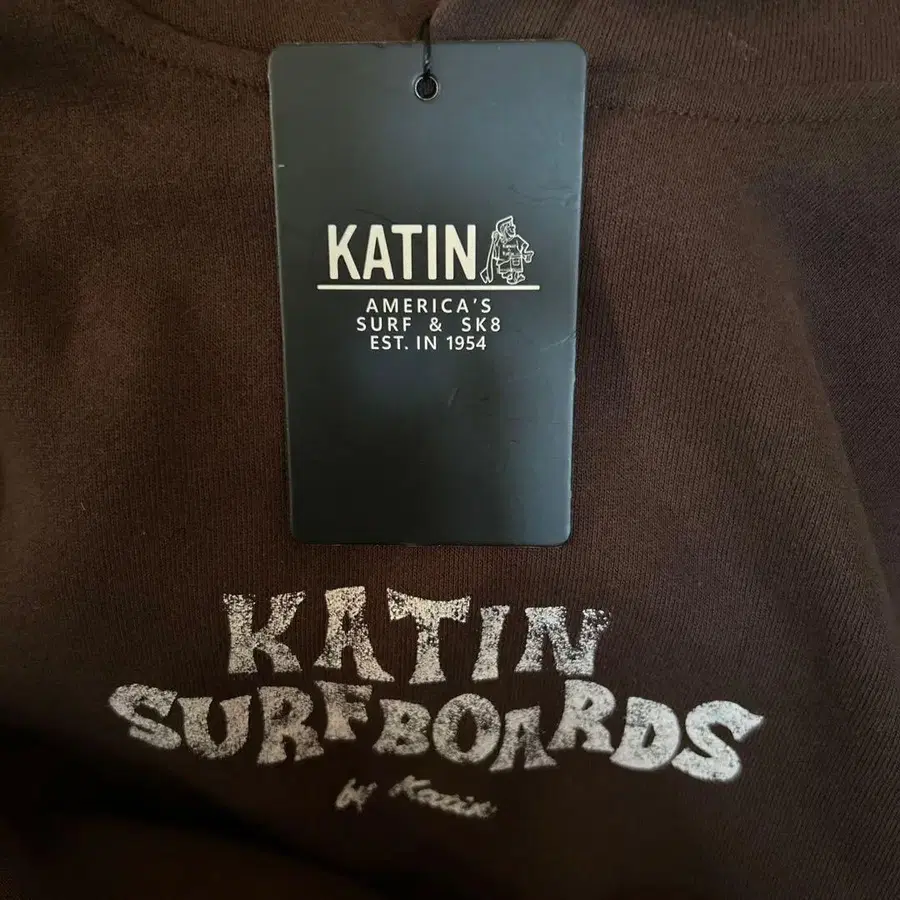 KATIN
AMERICA'S
SURF & SK8
EST. IN 1954
KATIN
SURFBOARDS
by Katin